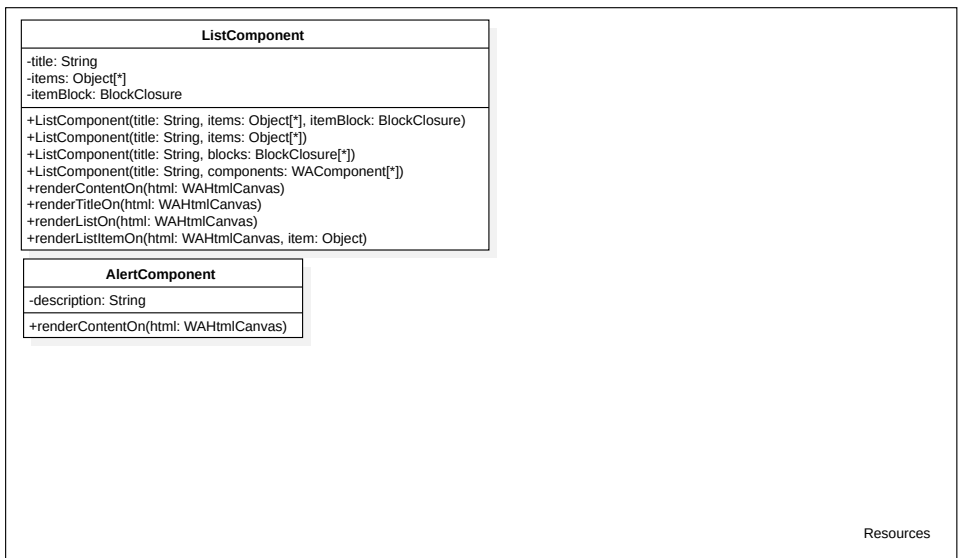 ListComponent
-title: String
-items: Object[*]
-itemBlock: BlockClosure
+ListComponent(title: String, items: Object[*], itemBlock: BlockClosure)
+ListComponent(title: String, items: Object[*])
+ListComponent(title: String, blocks: BlockClosure[*])
+ListComponent(title: String, components: WAComponent[*])
+renderContentOn(html: WAHtmlCanvas)
+renderTitleOn(html: WAHtmlCanvas)
+renderListOn(html: WAHtmlCanvas)
+renderListItemOn(html: WAHtmlCanvas, item: Object)
AlertComponent
-description: String
+renderContentOn(html: WAHtmlCanvas)
Resources